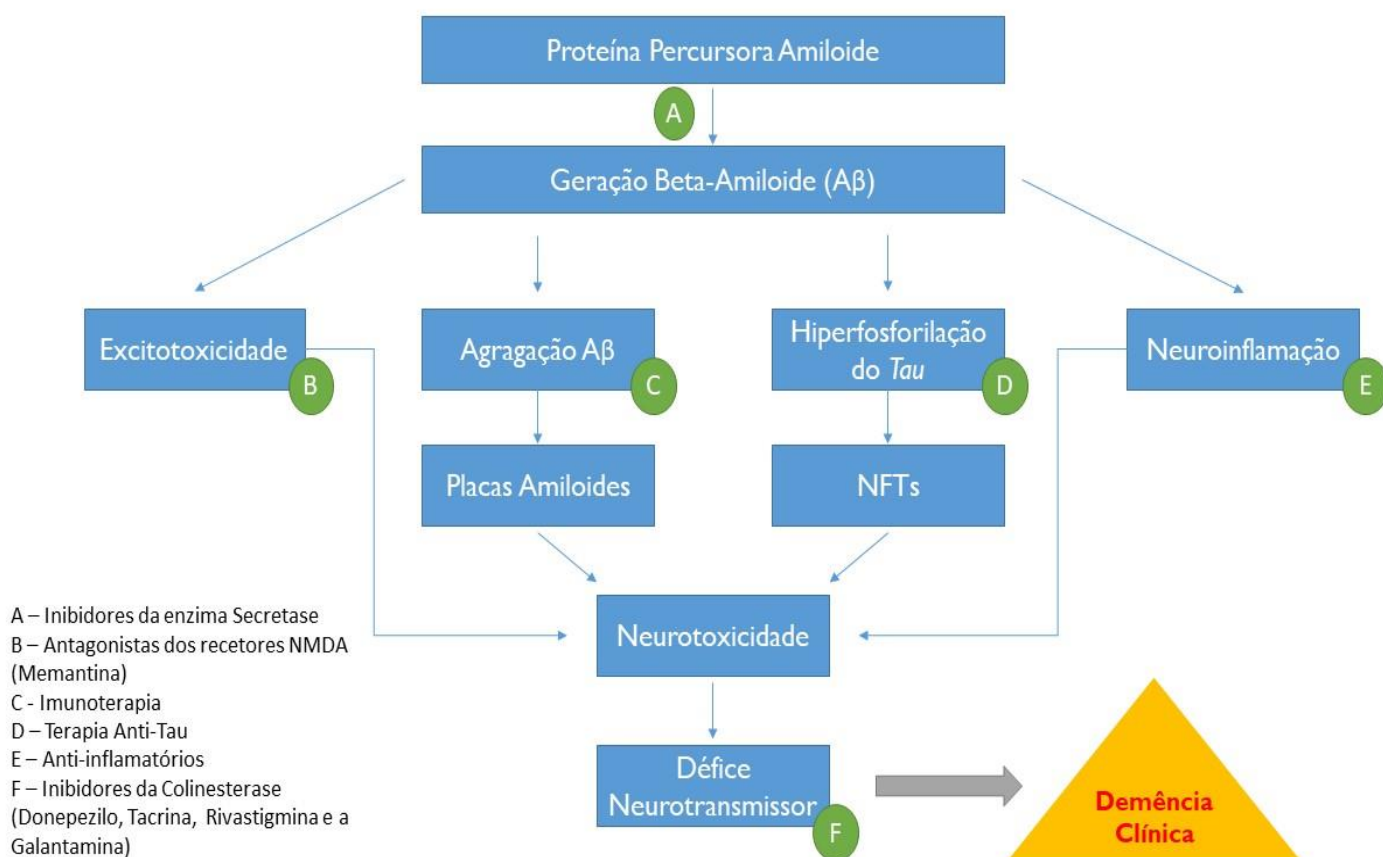 Proteína Percursora Amiloide
A
Geração Beta-Amiloide (Aβ)
Excitotoxicidade
B
Agragação Aβ
C
Hiperfosforilação
do Tau
D
Neuroinflamação
E
Placas Amiloides
NFTs
Neurotoxicidade
Défice
Neurotransmissor
F
Demência
Clínica
A – Inibidores da enzima Secretase
B – Antagonistas dos recetores NMDA
(Memantina)
C - Imunoterapia
D – Terapia Anti-Tau
E – Anti-inflamatórios
F – Inibidores da Colinesterase
(Donepezilo, Tacrina, Rivastigmina e a
Galantamina)